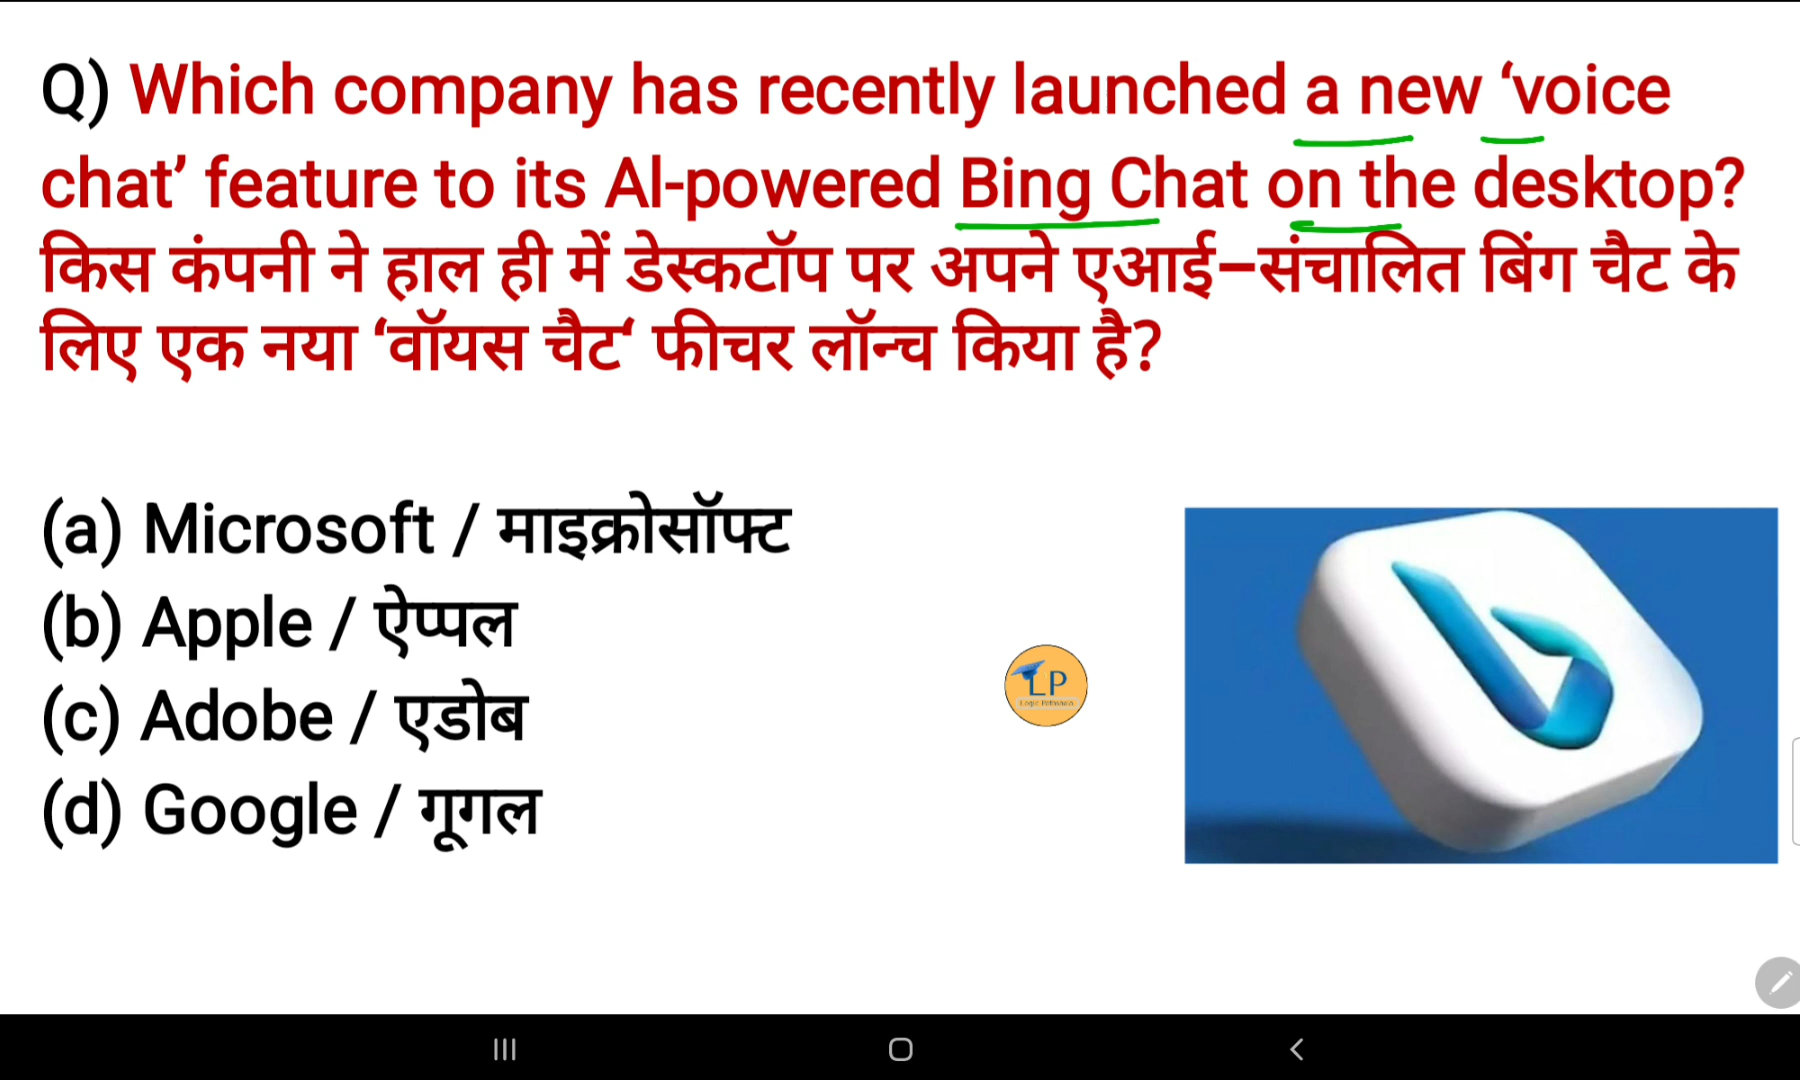 Q) Which company has recently launched a new ‘voice
chat’ feature to its AI-powered Bing Chat on the desktop?
किस कंपनी ने हाल ही में डेस्कटॉप पर अपने एआई–संचालित बिंग चैट के
लिए एक नया ‘वॉयस चैट‘ फीचर लॉन्च किया है?
(a) Microsoft / माइक्रोसॉफ्ट
(b) Apple / ऐप्पल
(c) Adobe / एडोब
(d) Google / गूगल
LP